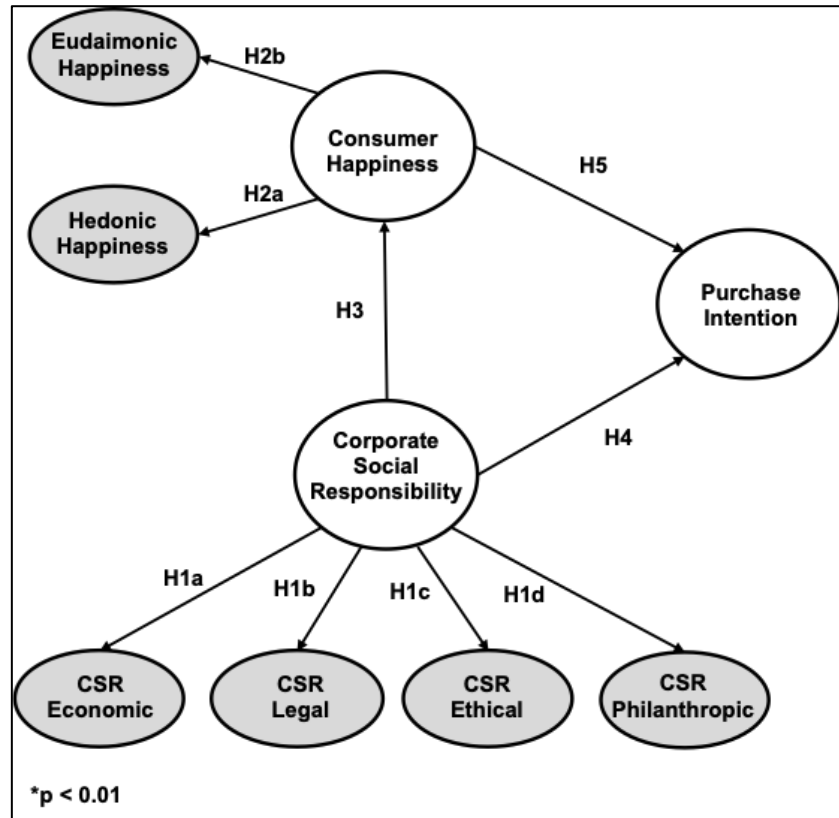 Eudaimonic
Happiness
H2b
Consumer
Happiness
H5
H2a
Hedonic
Happiness
Purchase
Intention
H3
Corporate
Social
Responsibility
H4
H1a
H1b
H1c
H1d
CSR
Economic
CSR
Legal
CSR
Ethical
CSR
Philanthropic
*p < 0.01